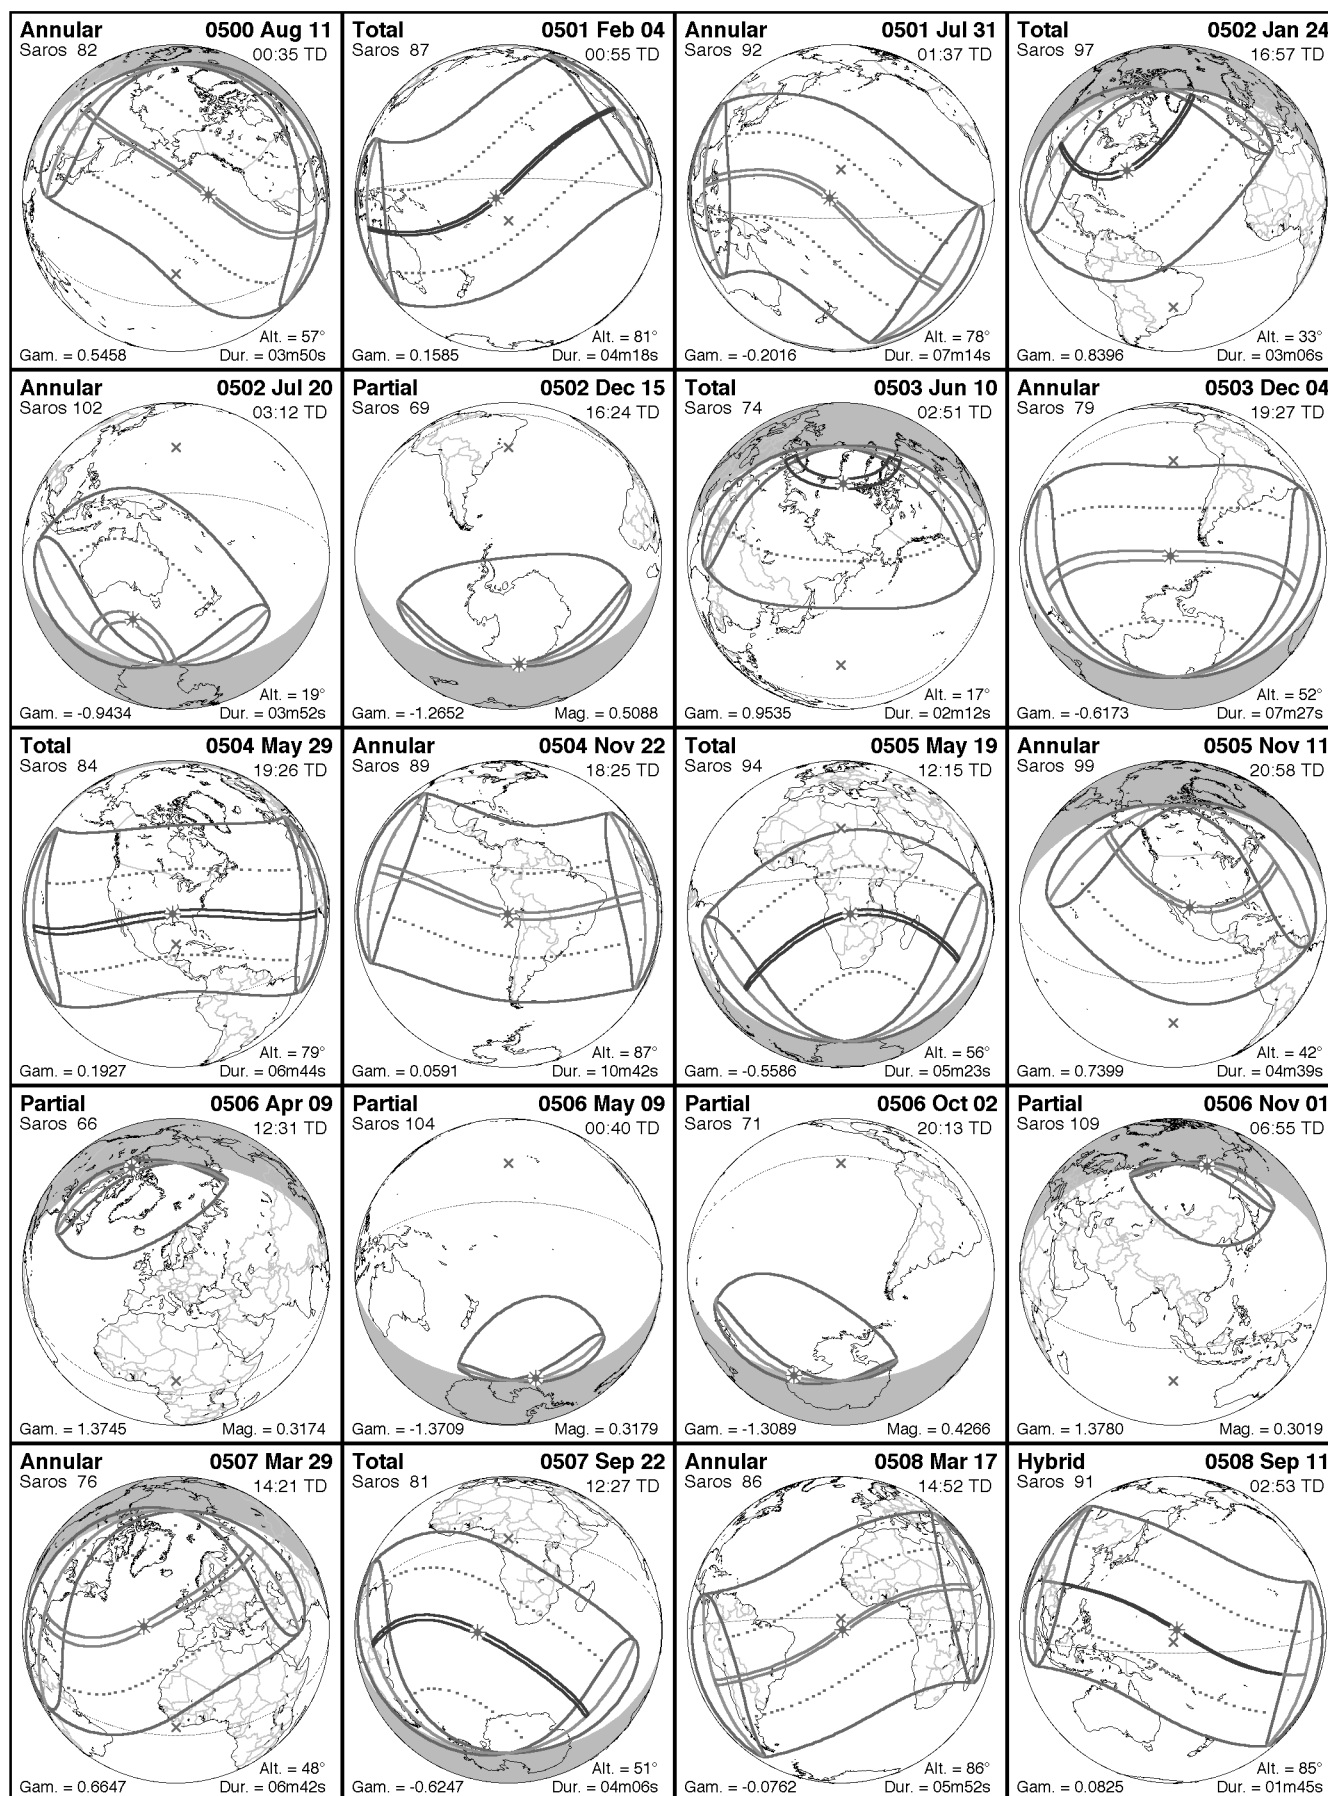 Annular 0500 Aug 11
Saros 82 00:35 TD
Alt. = 57°
Gam. = 0.5458 Dur. = 03m50s
Total 0501 Feb 04
Saros 87 00:55 TD
Alt. = 81°
Gam. = 0.1585 Dur. = 04m18s
Annular 0501 Jul 31
Saros 92 01:37 TD
Alt. = 78°
Gam. = -0.2016 Dur. = 07m14s
Total 0502 Jan 24
Saros 97 16:57 TD
Alt. = 33°
Gam. = 0.8396 Dur. = 03m06s
Annular 0502 Jul 20
Saros 102 03:12 TD
Alt. = 19°
Gam. = -0.9434 Dur. = 03m52s
Partial 0502 Dec 15
Saros 69 16:24 TD
Gam. = -1.2652 Mag. = 0.5088
Total 0503 Jun 10
Saros 74 02:51 TD
Alt. = 17°
Gam. = 0.9535 Dur. = 02m12s
Annular 0503 Dec 04
Saros 79 19:27 TD
Alt. = 52°
Gam. = -0.6173 Dur. = 07m27s
Total 0504 May 29
Saros 84 19:26 TD
Alt. = 79°
Gam. = 0.1927 Dur. = 06m44s
Annular 0504 Nov 22
Saros 89 18:25 TD
Alt. = 87°
Gam. = 0.0591 Dur. = 10m42s
Total 0505 May 19
Saros 94 12:15 TD
Alt. = 56°
Gam. = -0.5586 Dur. = 05m23s
Annular 0505 Nov 11
Saros 99 20:58 TD
Alt. = 42°
Gam. = 0.7399 Dur. = 04m39s
Partial 0506 Apr 09
Saros 66 12:31 TD
Gam. = 1.3745 Mag. = 0.3174
Partial 0506 May 09
Saros 104 00:40 TD
Gam. = -1.3709 Mag. = 0.3179
Partial 0506 Oct 02
Saros 71 20:13 TD
Gam. = -1.3089 Mag. = 0.4266
Partial 0506 Nov 01
Saros 109 06:55 TD
Gam. = 1.3780 Mag. = 0.3019
Annular 0507 Mar 29
Saros 76 14:21 TD
Alt. = 48°
Gam. = 0.6647 Dur. = 06m42s
Total 0507 Sep 22
Saros 81 12:27 TD
Alt. = 51°
Gam. = -0.6247 Dur. = 04m06s
Annular 0508 Mar 17
Saros 86 14:52 TD
Alt. = 86°
Gam. = -0.0762 Dur. = 05m52s
Hybrid 0508 Sep 11
Saros 91 02:53 TD
Alt. = 85°
Gam. = 0.0825 Dur. = 01m45s